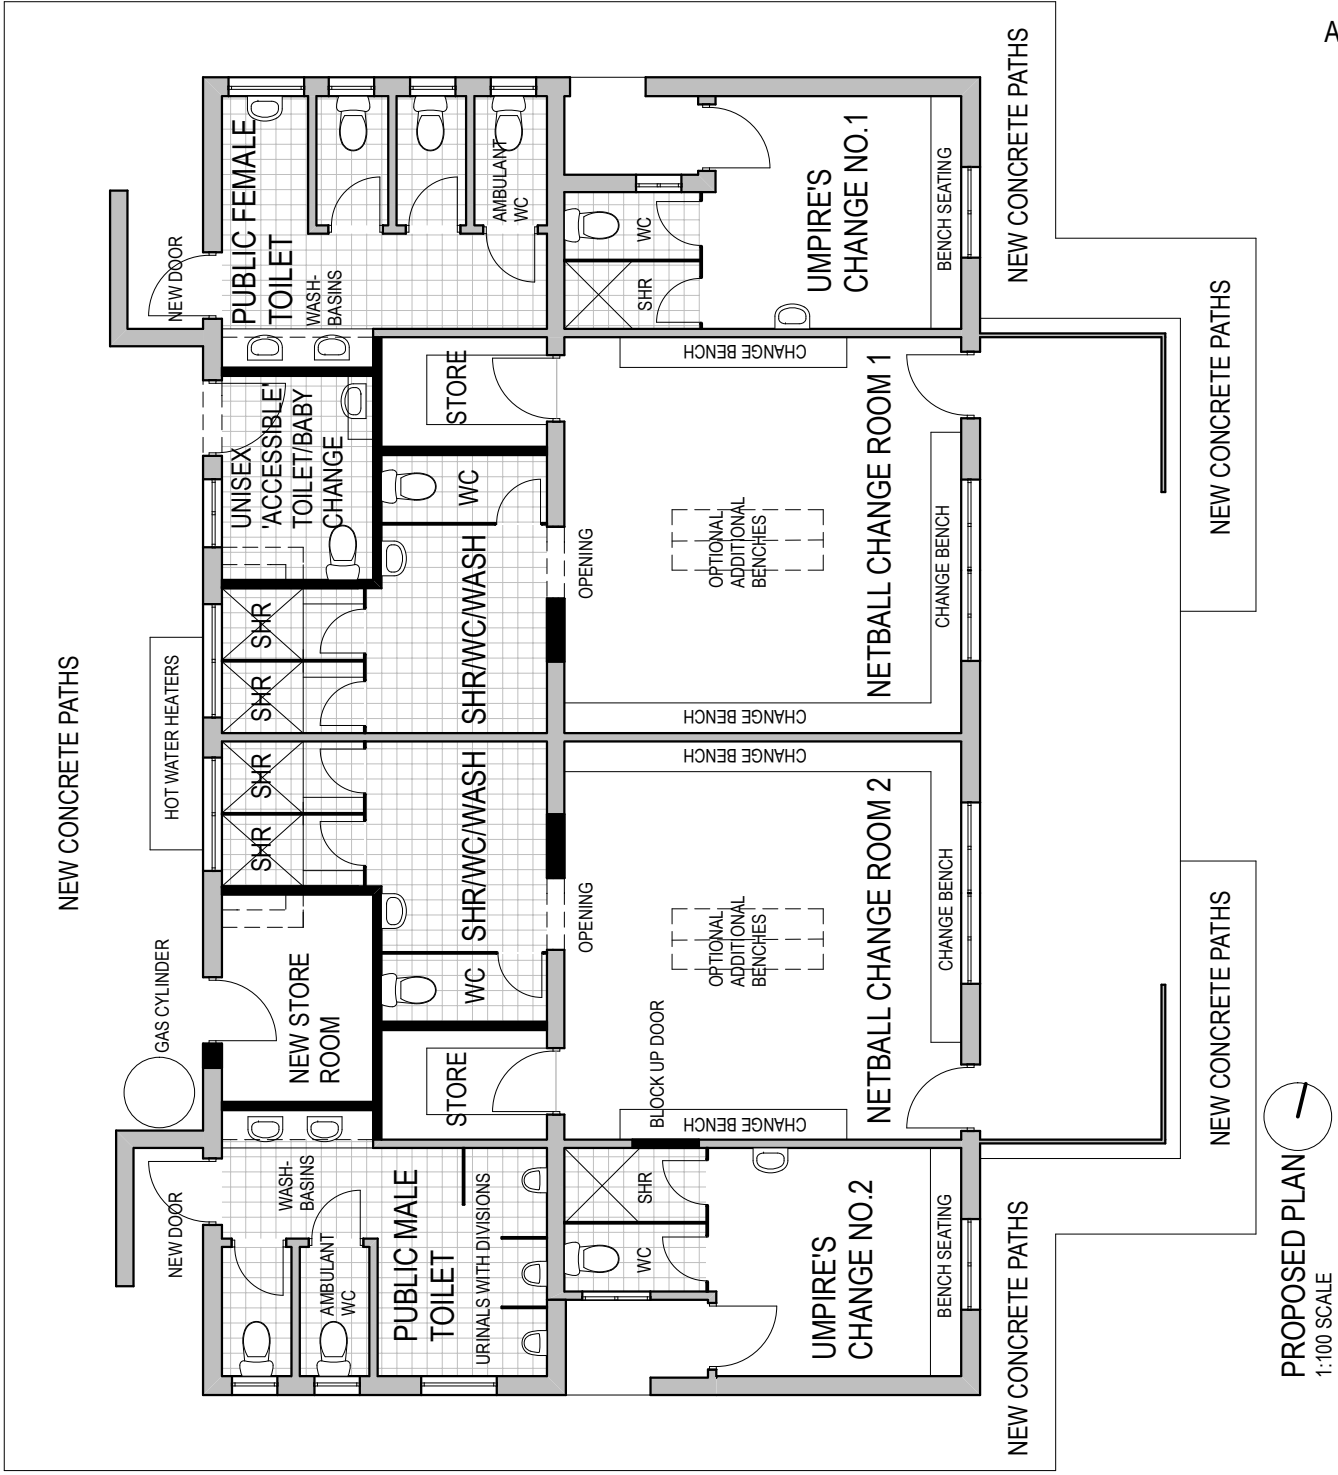 A
NEW CONCRETE PATHS
NEW CONCRETE PATHS
NEW CONCRETE PATHS
NEW CONCRETE PATHS
NEW CONCRETE PATHS
HOT WATER HEATERS
GAS CYLINDER
NEW DOOR
PUBLIC FEMALE
TOILET
WASH-
BASINS
AMBULANT
WC
WC
SHR
UMPIRE'S
CHANGE NO.1
BENCH SEATING
UNISEX
'ACCESSIBLE'
TOILET/BABY
CHANGE
STORE
WC
SHR/WC/WASH
SHR
SHR
OPENING
CHANGE BENCH
OPTIONAL
ADDITIONAL
BENCHES
NETBALL CHANGE ROOM 1
CHANGE BENCH
CHANGE BENCH
SHR
SHR
SHR/WC/WASH
WC
OPENING
CHANGE BENCH
OPTIONAL
ADDITIONAL
BENCHES
NETBALL CHANGE ROOM 2
CHANGE BENCH
BLOCK UP DOOR
CHANGE BENCH
NEW STORE
ROOM
STORE
NEW DOOR
WASH-
BASINS
AMBULANT
WC
PUBLIC MALE
TOILET
URINALS WITH DIVISIONS
SHR
WC
UMPIRE'S
CHANGE NO.2
BENCH SEATING
PROPOSED PLAN
1:100 SCALE